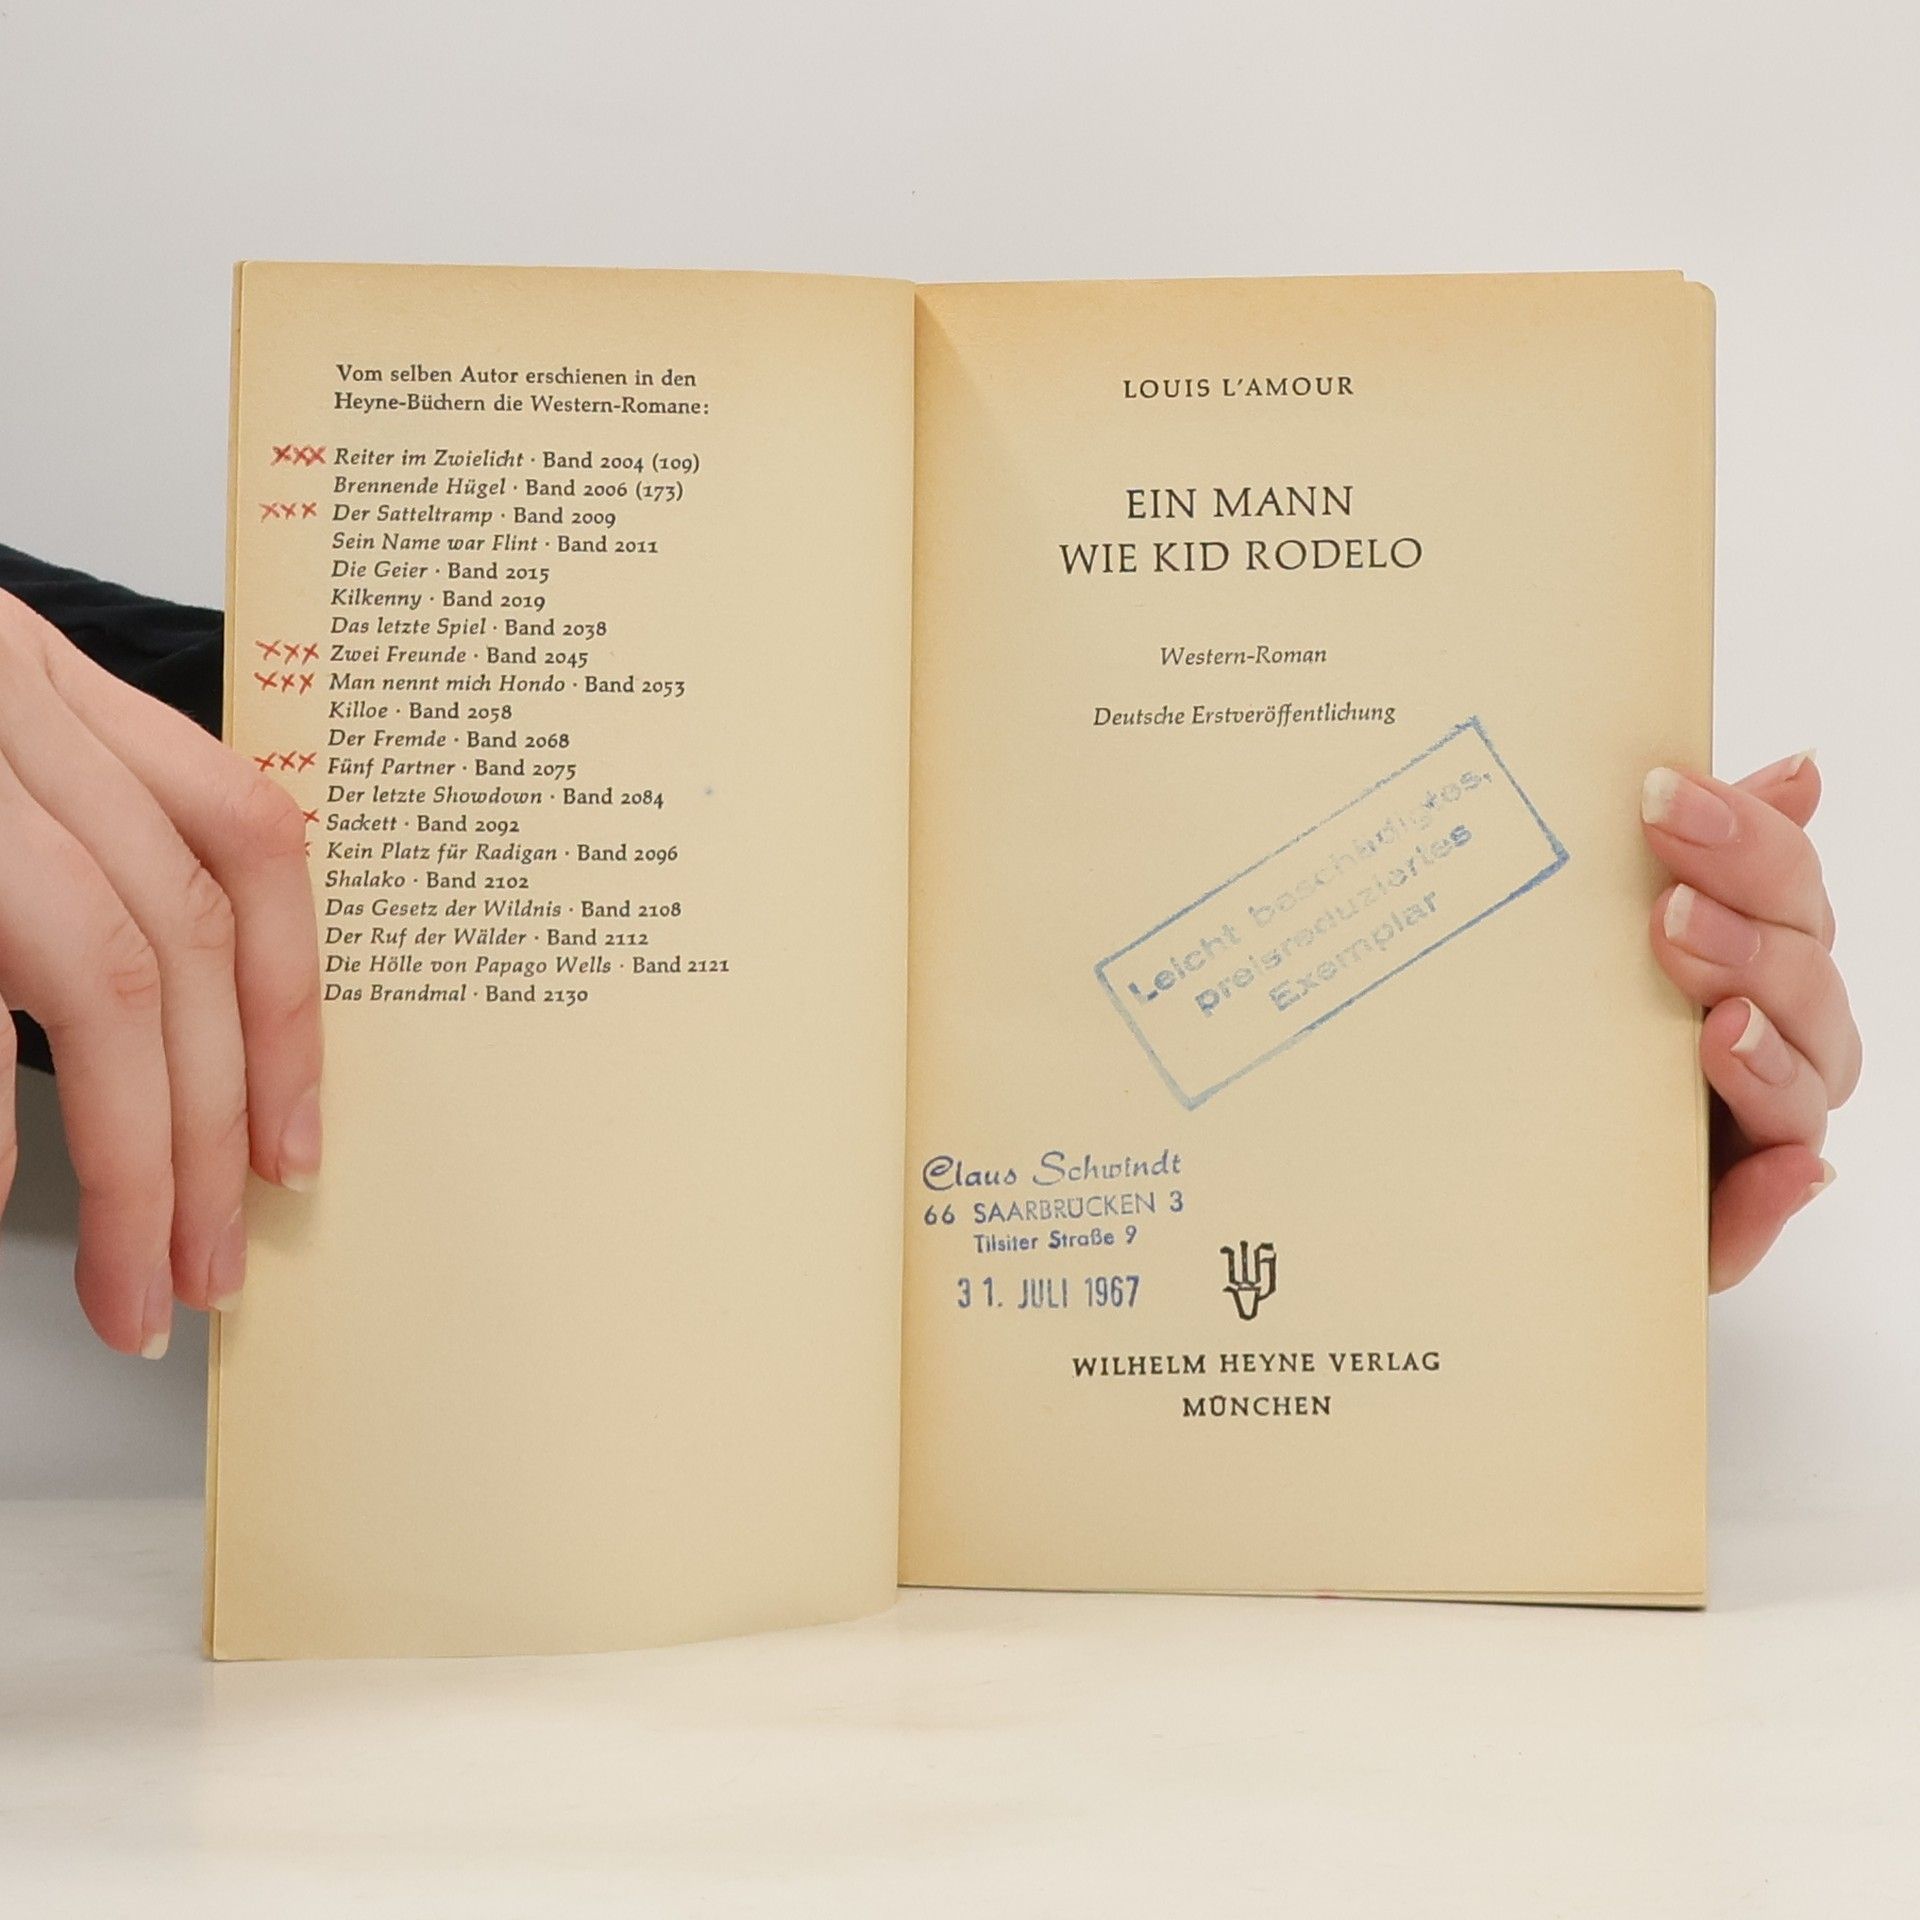 Vom selben Autor erschienen in den
Heyne-Büchern die Western-Romane:
xxx Reiter im Zwielicht · Band 2004 (109)
Brennende Hügel · Band 2006 (173)
xxx Der Satteltramp · Band 2009
Sein Name war Flint · Band 2011
Die Geier · Band 2015
Kilkenny · Band 2019
Das letzte Spiel · Band 2038
xxx Zwei Freunde · Band 2045
xxx Man nennt mich Hondo · Band 2053
Killoe · Band 2058
Der Fremde · Band 2068
xxx Fünf Partner · Band 2075
Der letzte Showdown · Band 2084
x Sackett · Band 2092
Kein Platz für Radigan · Band 2096
Shalako · Band 2102
Das Gesetz der Wildnis · Band 2108
Der Ruf der Wälder · Band 2112
Die Hölle von Papago Wells · Band 2121
Das Brandmal · Band 2130
LOUIS L'AMOUR
EIN MANN
WIE KID RODELO
Western-Roman
Deutsche Erstveröffentlichung
Leicht beschädigtes,
preisreduziertes
Exemplar
Claus Schwindt
66 SAARBRÜCKEN 3
Tilsiter Straße 9
31. JULI 1967
WILHELM HEYNE VERLAG
MÜNCHEN